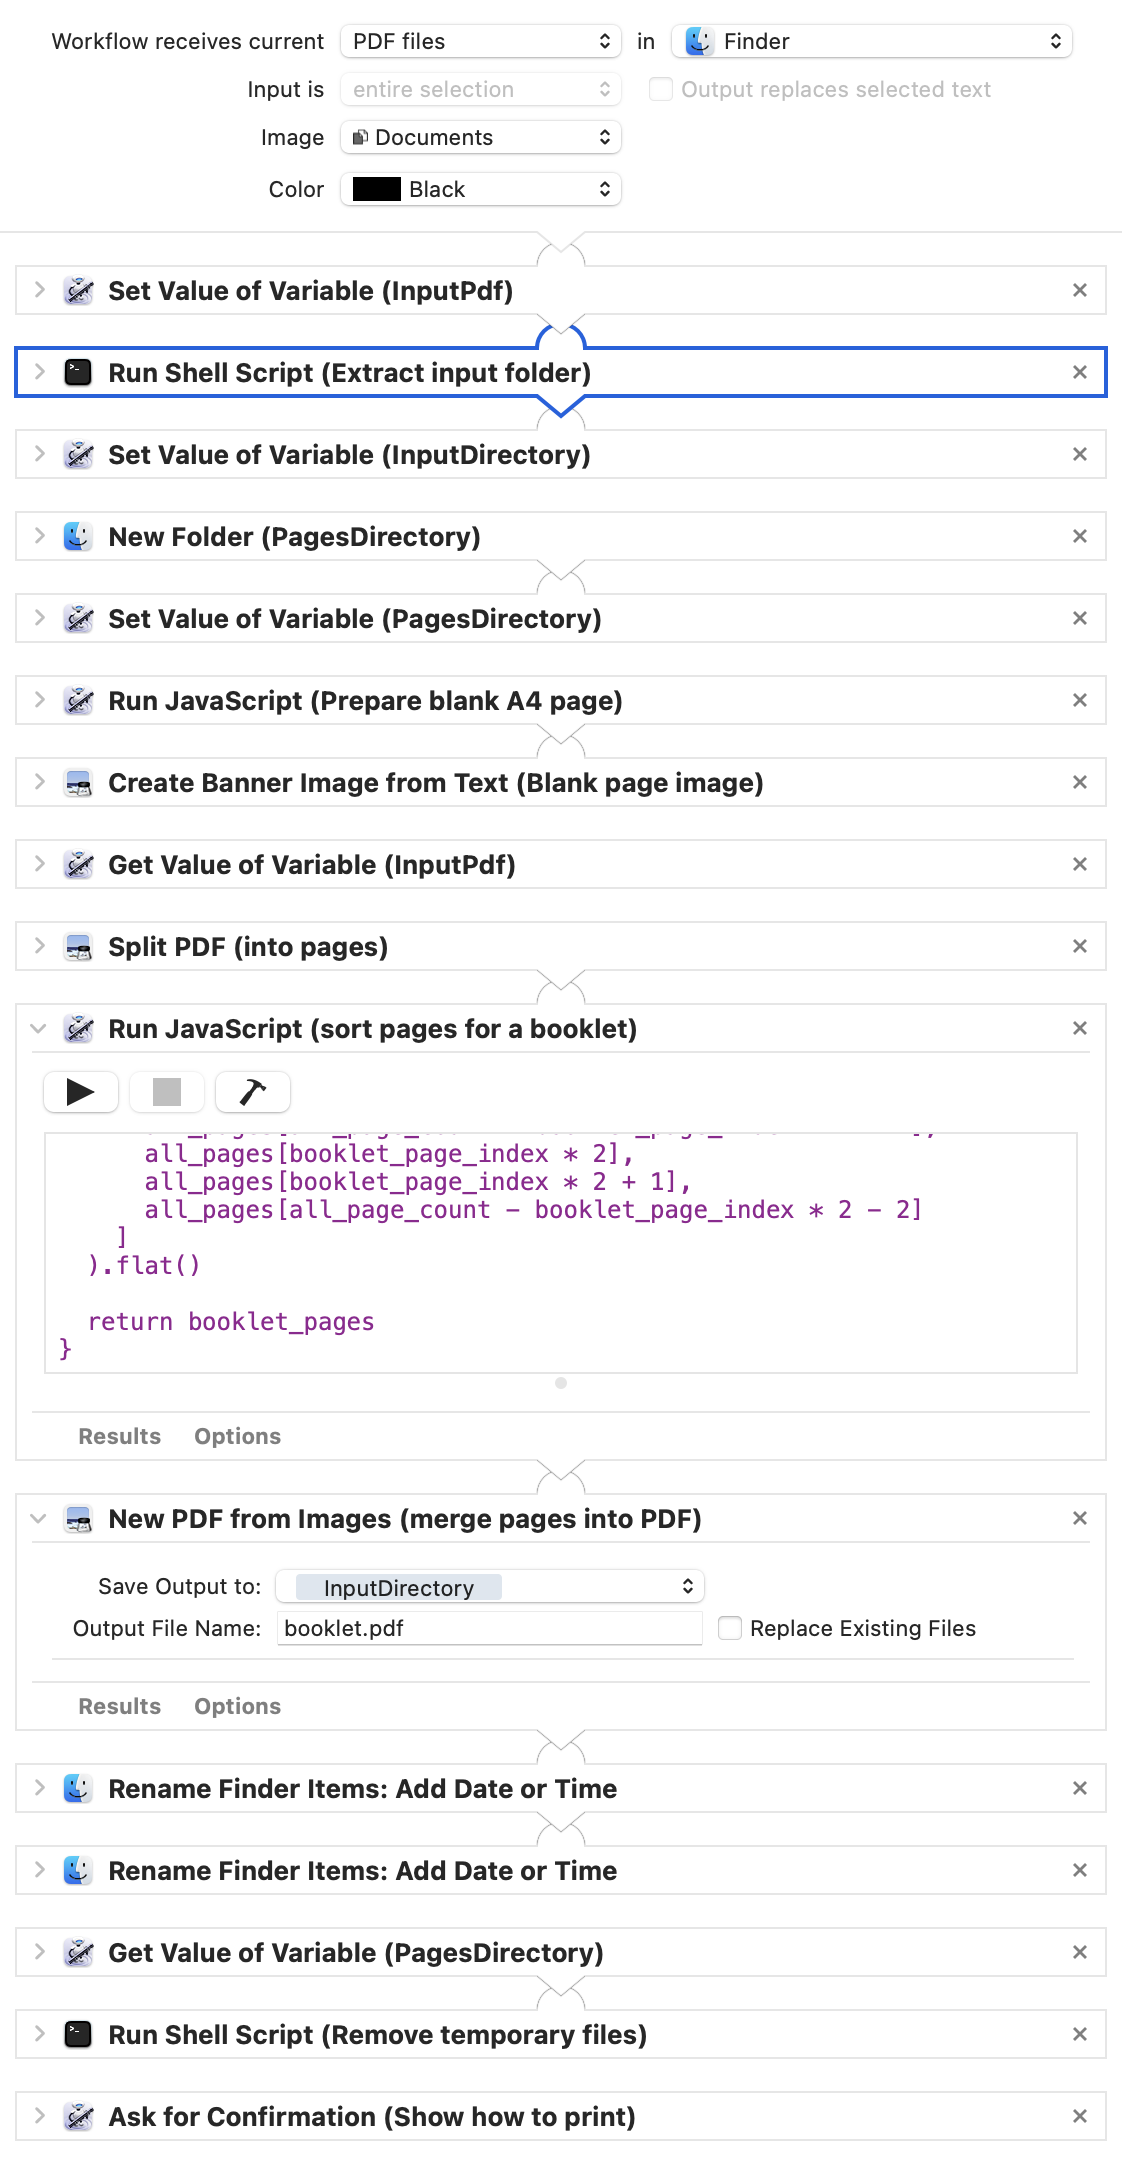 Workflow receives current PDF files in Finder
Input is entire selection Output replaces selected text
Image Documents
Color Black
Set Value of Variable (InputPdf)
Run Shell Script (Extract input folder)
Set Value of Variable (InputDirectory)
New Folder (PagesDirectory)
Set Value of Variable (PagesDirectory)
Run JavaScript (Prepare blank A4 page)
Create Banner Image from Text (Blank page image)
Get Value of Variable (InputPdf)
Split PDF (into pages)
Run JavaScript (sort pages for a booklet)
all_pages[booklet_page_index * 2],
all_pages[booklet_page_index * 2 + 1],
all_pages[all_page_count - booklet_page_index * 2 - 2]
]
).flat()
return booklet_pages
}
Results Options
New PDF from Images (merge pages into PDF)
Save Output to: InputDirectory
Output File Name: booklet.pdf Replace Existing Files
Results Options
Rename Finder Items: Add Date or Time
Rename Finder Items: Add Date or Time
Get Value of Variable (PagesDirectory)
Run Shell Script (Remove temporary files)
Ask for Confirmation (Show how to print)